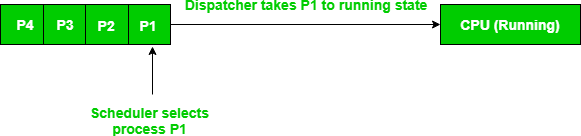 Dispatcher takes P1 to running state
P4 P3 P2 P1
CPU (Running)
Scheduler selects
process P1